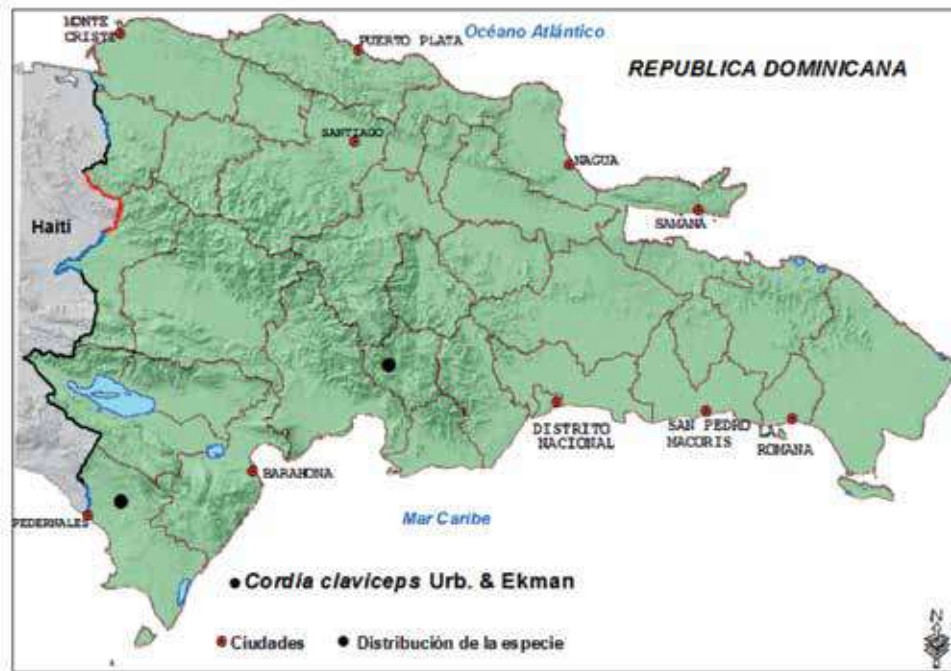 MONTE
CRISTI
PUERTO PLATA
Océano Atlántico
REPUBLICA DOMINICANA
SANTIAGO
NAGUA
SAMANA
Haití
DISTRITO
NACIONAL
SAN PEDRO
MACORIS
LA
ROMANA
BARAHONA
PEDERNALES
Mar Caribe
Cordia claviceps Urb. & Ekman
Ciudades
Distribución de la especie
N